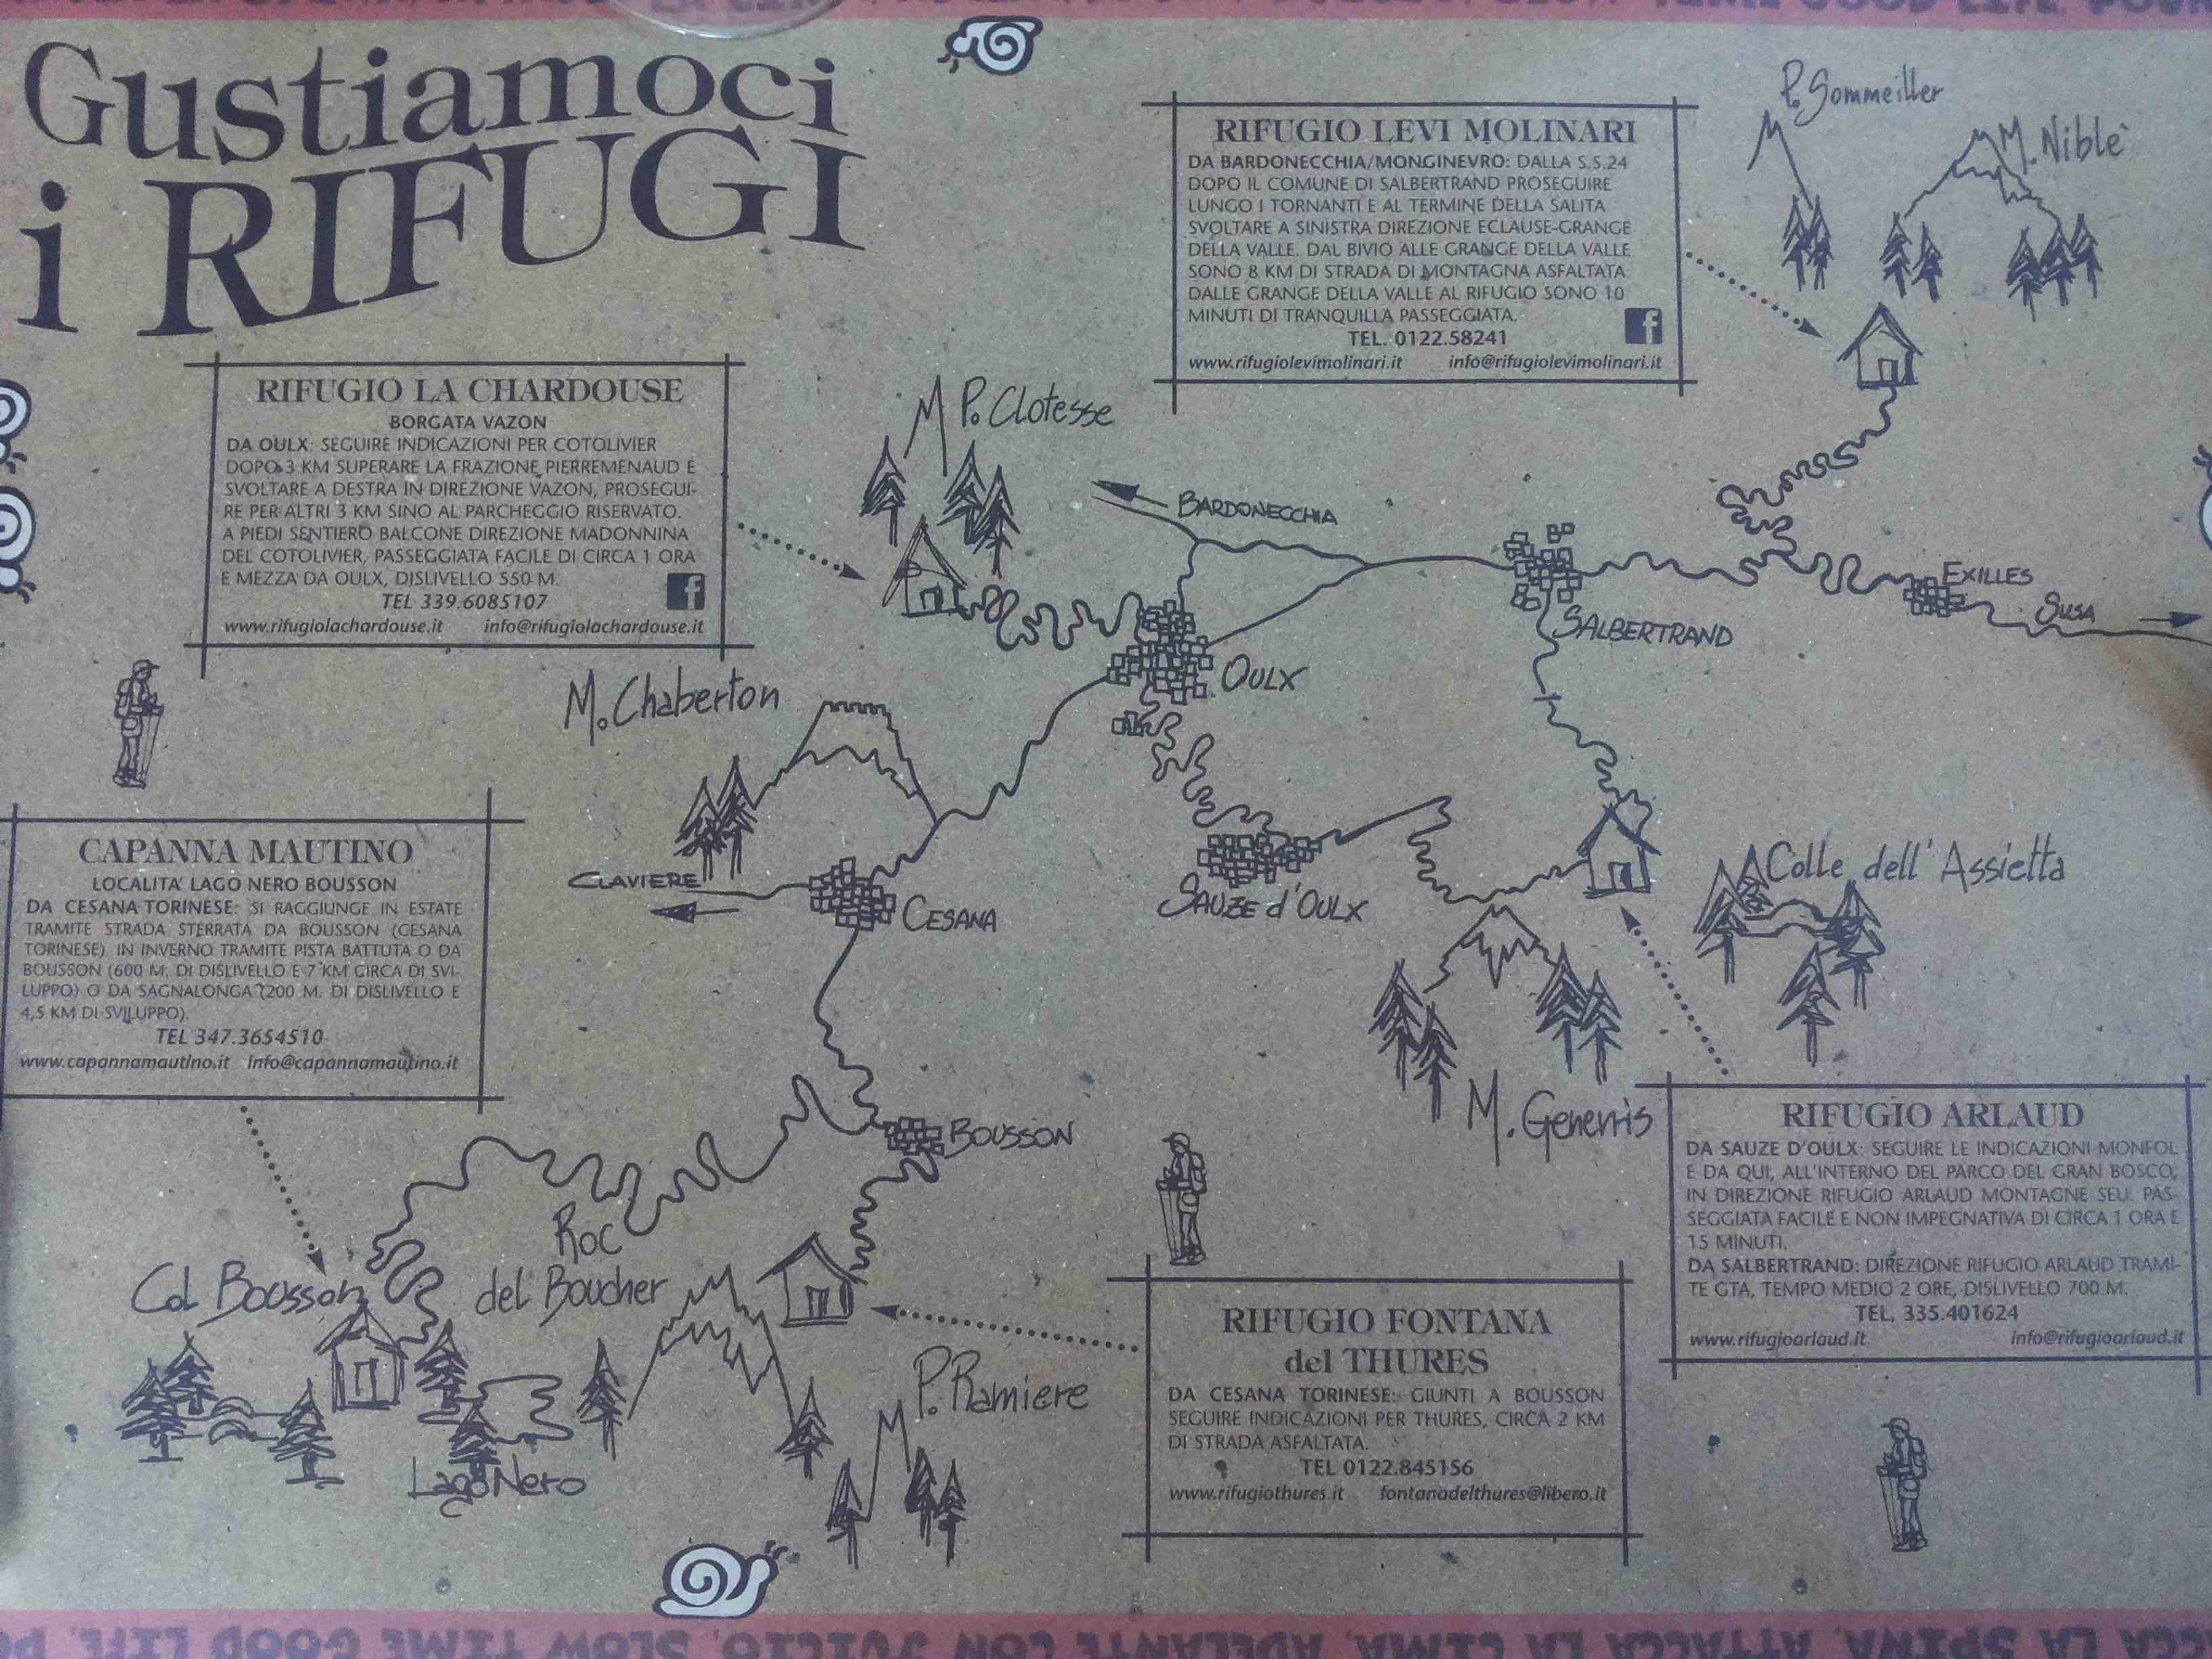 Gustiamoci
i RIFUGI
RIFUGIO LEVI MOLINARI
DA BARDONECCHIA/MONGINEVRO: DALLA S.S.24
DOPO IL COMUNE DI SALBERTRAND PROSEGUIRE
LUNGO I TORNANTI E AL TERMINE DELLA SALITA
SVOLTARE A SINISTRA DIREZIONE ECLAUSE-GRANGE
DELLA VALLE. DAL BIVIO ALLE GRANGE DELLA VALLE
SONO 8 KM DI STRADA DI MONTAGNA ASFALTATA
DALLE GRANGE DELLA VALLE AL RIFUGIO SONO 10
MINUTI DI TRANQUILLA PASSEGGIATA.
TEL. 0122.58241
www.rifugiolevimolinari.it info@rifugiolevimolinari.it
P. Sommeiller
M. Niblè
RIFUGIO LA CHARDOUSE
BORGATA VAZON
DA OULX: SEGUIRE INDICAZIONI PER COTOLIVIER
DOPO 3 KM SUPERARE LA FRAZIONE PIERREMENAUD E
SVOLTARE A DESTRA IN DIREZIONE VAZON, PROSEGUI-
RE PER ALTRI 3 KM SINO AL PARCHEGGIO RISERVATO.
A PIEDI SENTIERO BALCONE DIREZIONE MADONNINA
DEL COTOLIVIER, PASSEGGIATA FACILE DI CIRCA 1 ORA
E MEZZA DA OULX, DISLIVELLO 550 M.
TEL 339.6085107
www.rifugiolachardouse.it info@rifugiolachardouse.it
P. Clotesse
BARDONECCHIA
SALBERTRAND
EXILLES
SUSA
OULX
M. Chaberton
CLAVIERE
CESANA
SAUZE d'OULX
Colle dell'Assietta
M. Genevris
CAPANNA MAUTINO
LOCALITA' LAGO NERO BOUSSON
DA CESANA TORINESE: SI RAGGIUNGE IN ESTATE
TRAMITE STRADA STERRATA DA BOUSSON (CESANA
TORINESE). IN INVERNO TRAMITE PISTA BATTUTA O DA
BOUSSON (600 M. DI DISLIVELLO E 7 KM CIRCA DI SVI-
LUPPO) O DA SAGNALONGA (200 M. DI DISLIVELLO E
4,5 KM DI SVILUPPO).
TEL 347.3654510
www.capannamautino.it info@capannamautino.it
BOUSSON
Roc
del Boucher
Col Bousson
Lago Nero
P. Ramiere
RIFUGIO ARLAUD
DA SAUZE D'OULX: SEGUIRE LE INDICAZIONI MONFOL
E DA QUI, ALL'INTERNO DEL PARCO DEL GRAN BOSCO,
IN DIREZIONE RIFUGIO ARLAUD MONTAGNE SEU. PAS-
SEGGIATA FACILE E NON IMPEGNATIVA DI CIRCA 1 ORA E
15 MINUTI.
DA SALBERTRAND: DIREZIONE RIFUGIO ARLAUD TRAMI-
TE GTA, TEMPO MEDIO 2 ORE, DISLIVELLO 700 M.
TEL. 335.401624
www.rifugioarlaud.it info@rifugioarlaud.it
RIFUGIO FONTANA
del THURES
DA CESANA TORINESE: GIUNTI A BOUSSON
SEGUIRE INDICAZIONI PER THURES, CIRCA 2 KM
DI STRADA ASFALTATA.
TEL 0122.845156
www.rifugiothures.it fontanadelthures@libero.it
LA SPINA, ATTACCA LA CIMA, ADELANTE CON JUICIO, SLOW TIME GOOD LIFE,